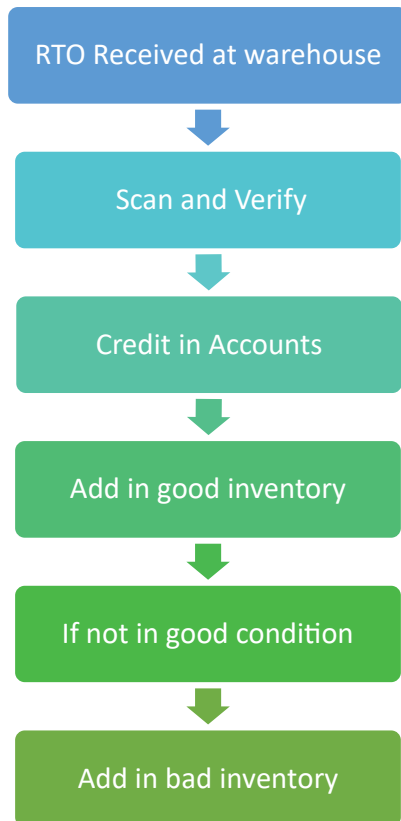 RTO Received at warehouse
Scan and Verify
Credit in Accounts
Add in good inventory
If not in good condition
Add in bad inventory